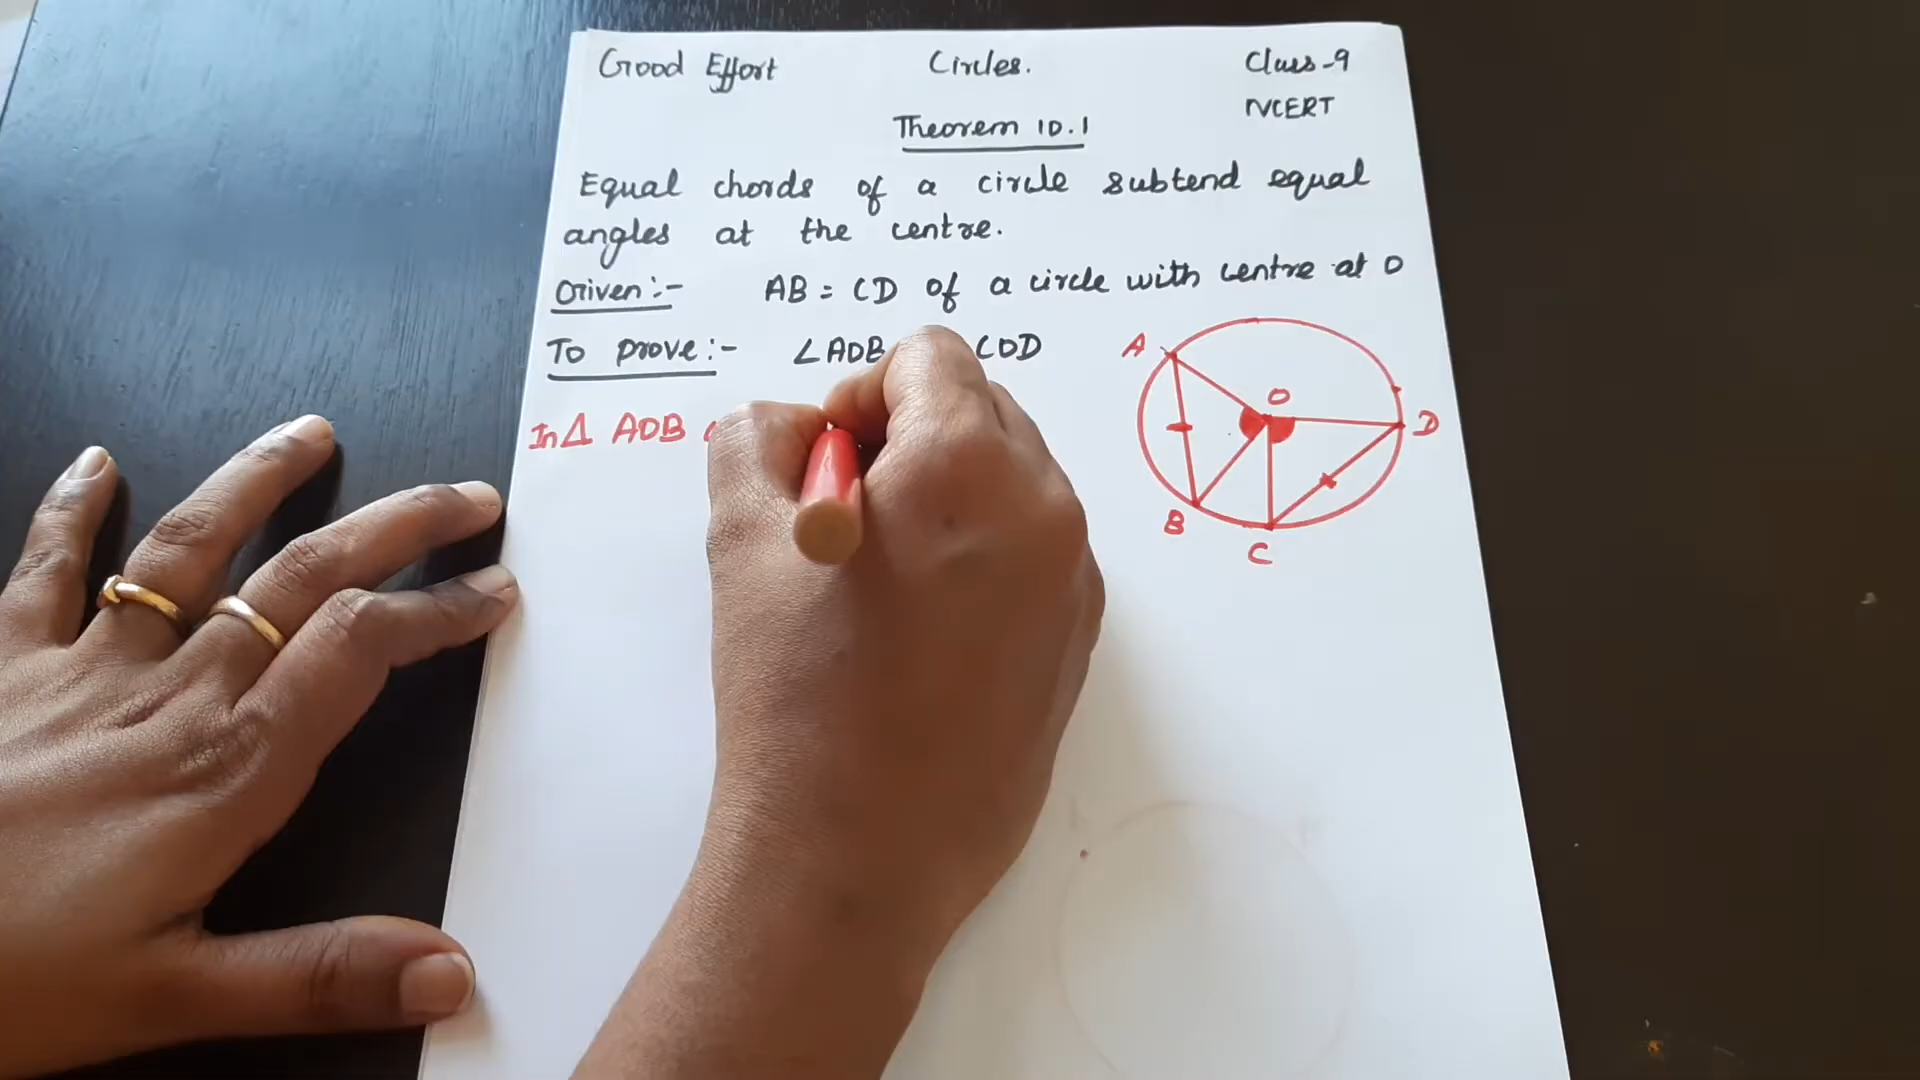 Good Effort Circles. Class-9
NCERT
Theorem 10.1
Equal chords of a circle subtend equal
angles at the centre.
Given:- AB = CD of a circle with centre at O
To prove:- ∠AOB COD
In Δ AOB
A
O
D
B
C